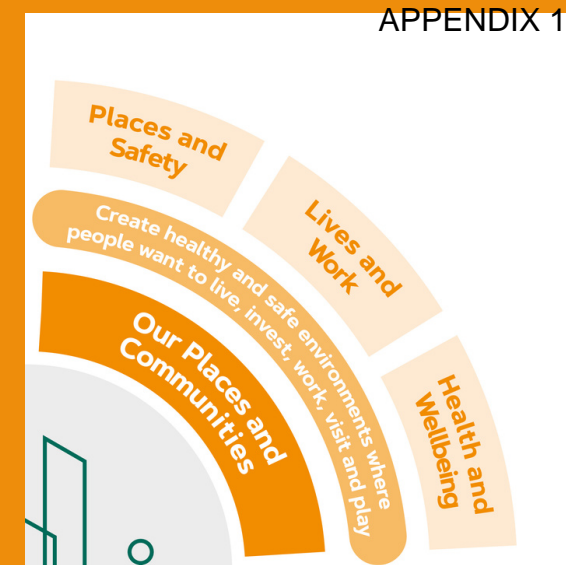 APPENDIX 1
Places and
Safety
Lives and
Work
Health and
Wellbeing
Create healthy and safe environments where
people want to live, invest, work, visit and play
Our Places and
Communities